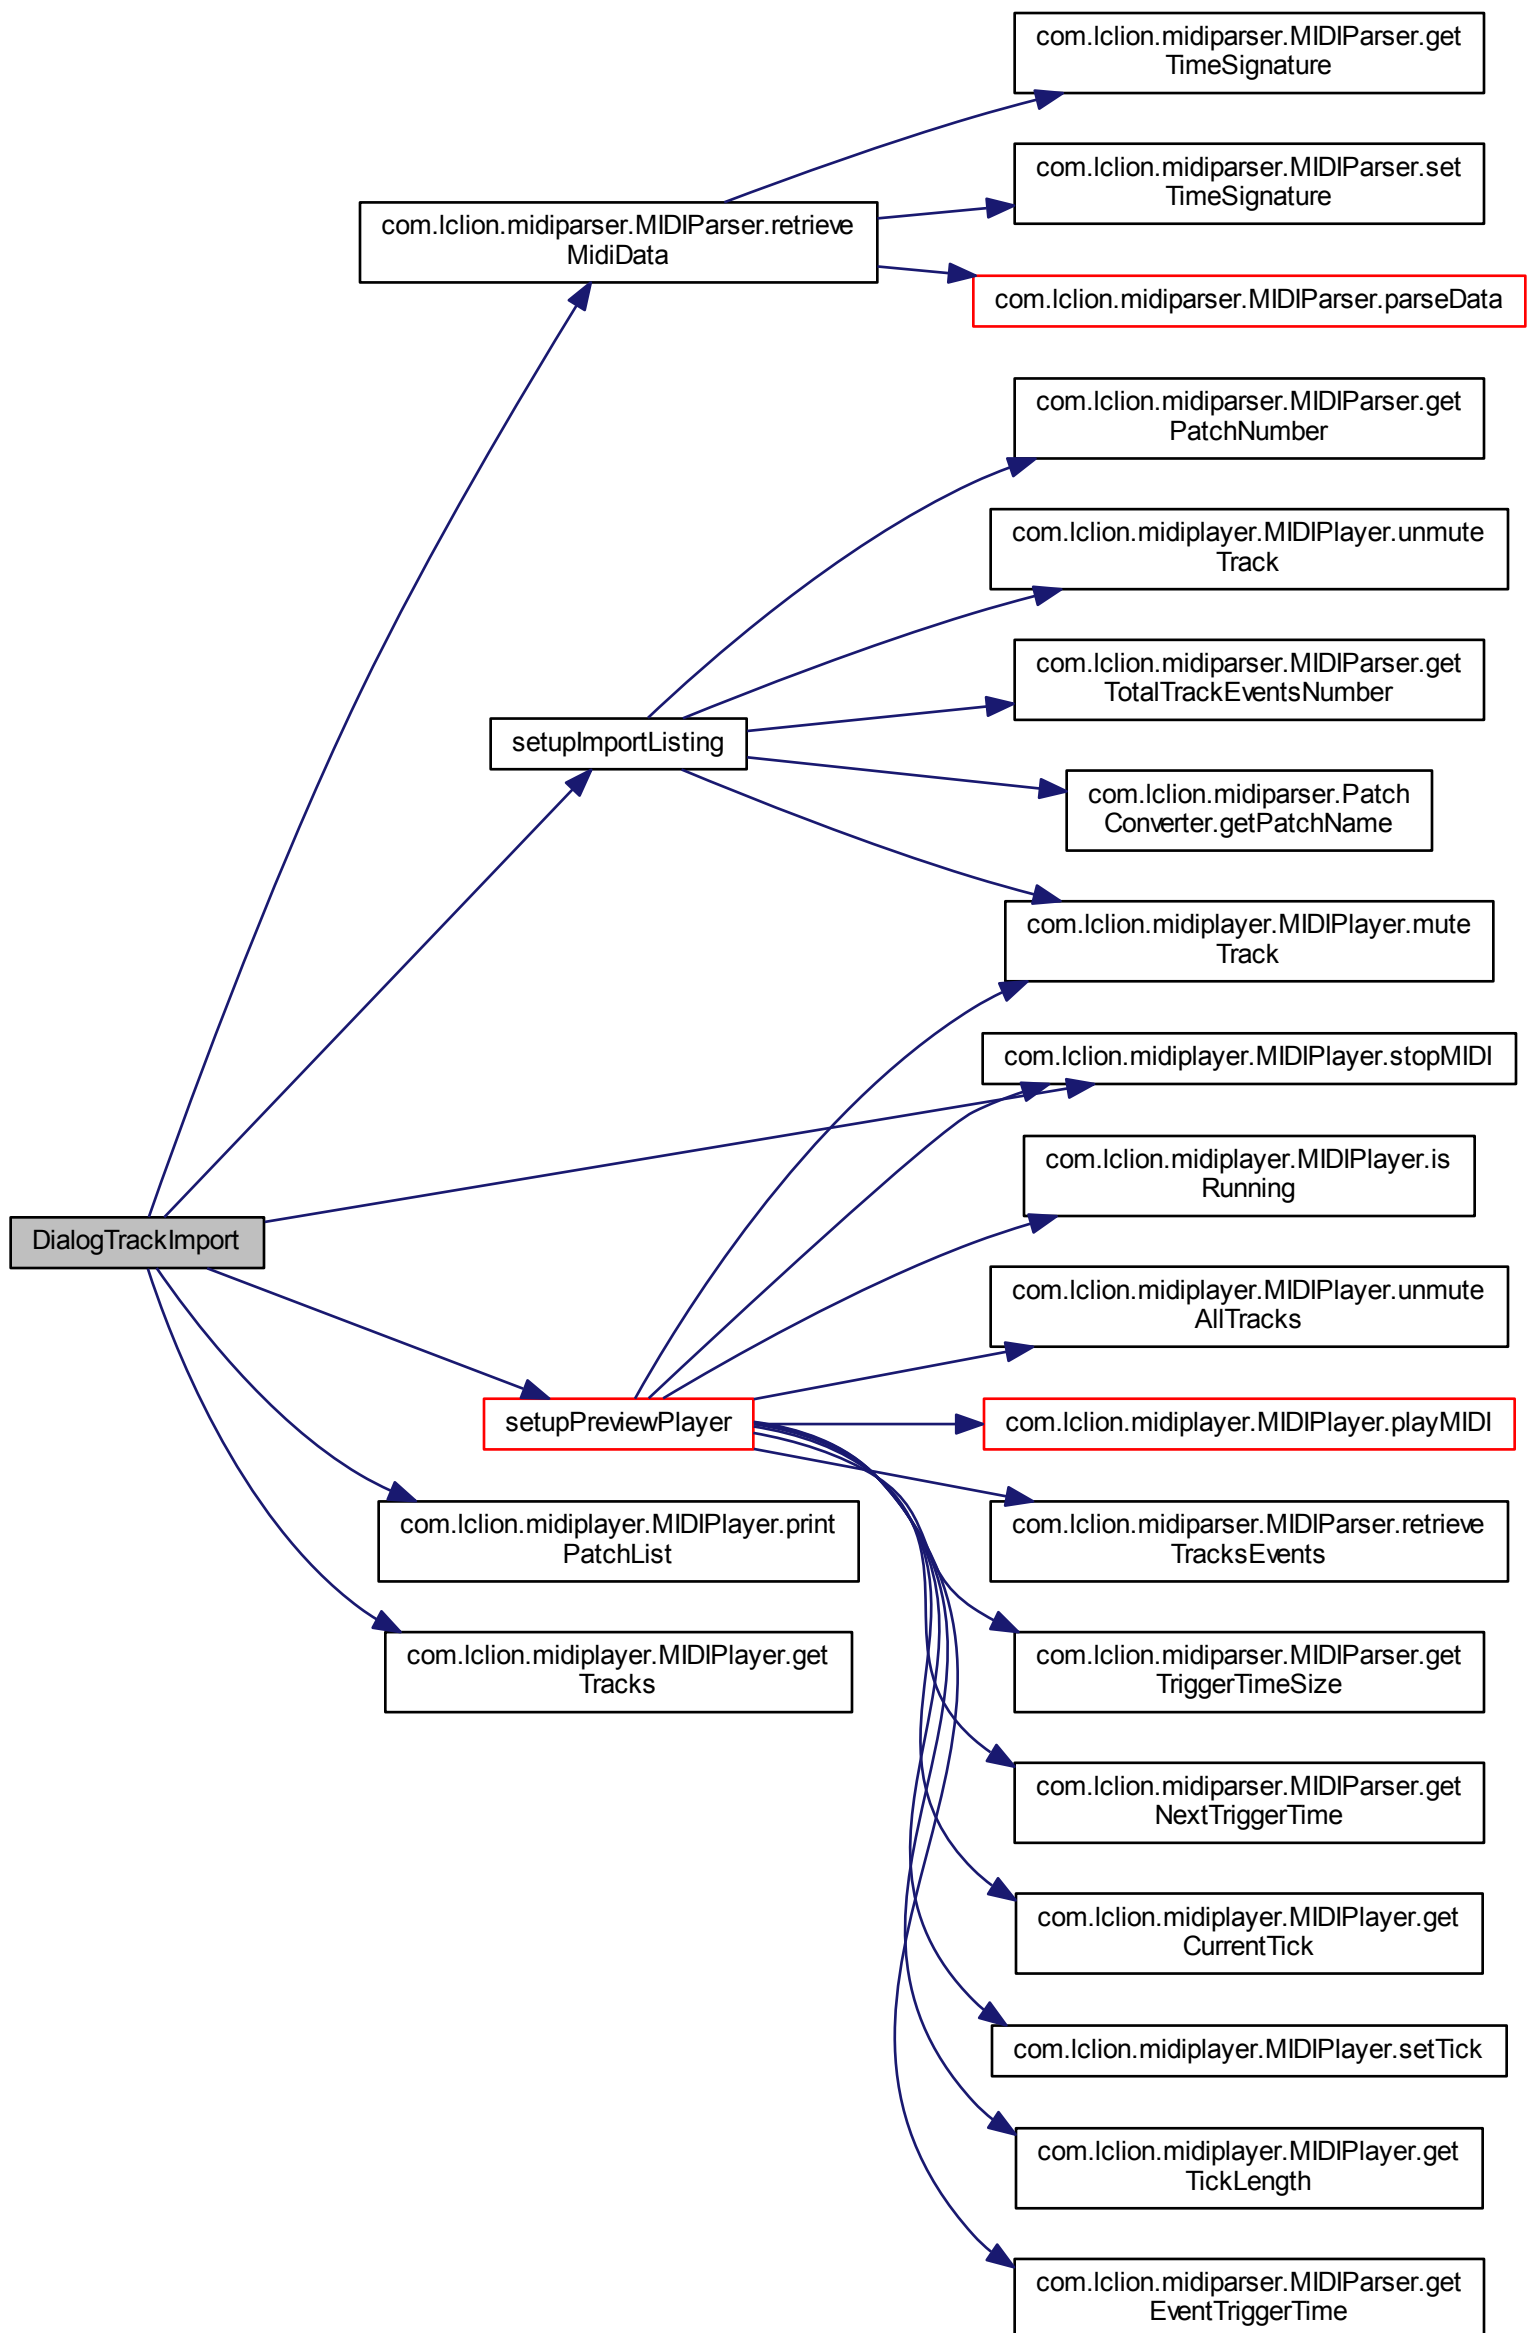 com.lclion.midiparser.MIDIParser.get
TimeSignature
com.lclion.midiparser.MIDIParser.set
TimeSignature
com.lclion.midiparser.MIDIParser.retrieve
MidiData
com.lclion.midiparser.MIDIParser.parseData
com.lclion.midiparser.MIDIParser.get
PatchNumber
com.lclion.midiplayer.MIDIPlayer.unmute
Track
com.lclion.midiparser.MIDIParser.get
TotalTrackEventsNumber
setupImportListing
com.lclion.midiparser.Patch
Converter.getPatchName
com.lclion.midiplayer.MIDIPlayer.mute
Track
com.lclion.midiplayer.MIDIPlayer.stopMIDI
com.lclion.midiplayer.MIDIPlayer.is
Running
DialogTrackImport
com.lclion.midiplayer.MIDIPlayer.unmute
AllTracks
setupPreviewPlayer
com.lclion.midiplayer.MIDIPlayer.playMIDI
com.lclion.midiplayer.MIDIPlayer.print
PatchList
com.lclion.midiparser.MIDIParser.retrieve
TracksEvents
com.lclion.midiplayer.MIDIPlayer.get
Tracks
com.lclion.midiparser.MIDIParser.get
TriggerTimeSize
com.lclion.midiparser.MIDIParser.get
NextTriggerTime
com.lclion.midiplayer.MIDIPlayer.get
CurrentTick
com.lclion.midiplayer.MIDIPlayer.setTick
com.lclion.midiplayer.MIDIPlayer.get
TickLength
com.lclion.midiparser.MIDIParser.get
EventTriggerTime